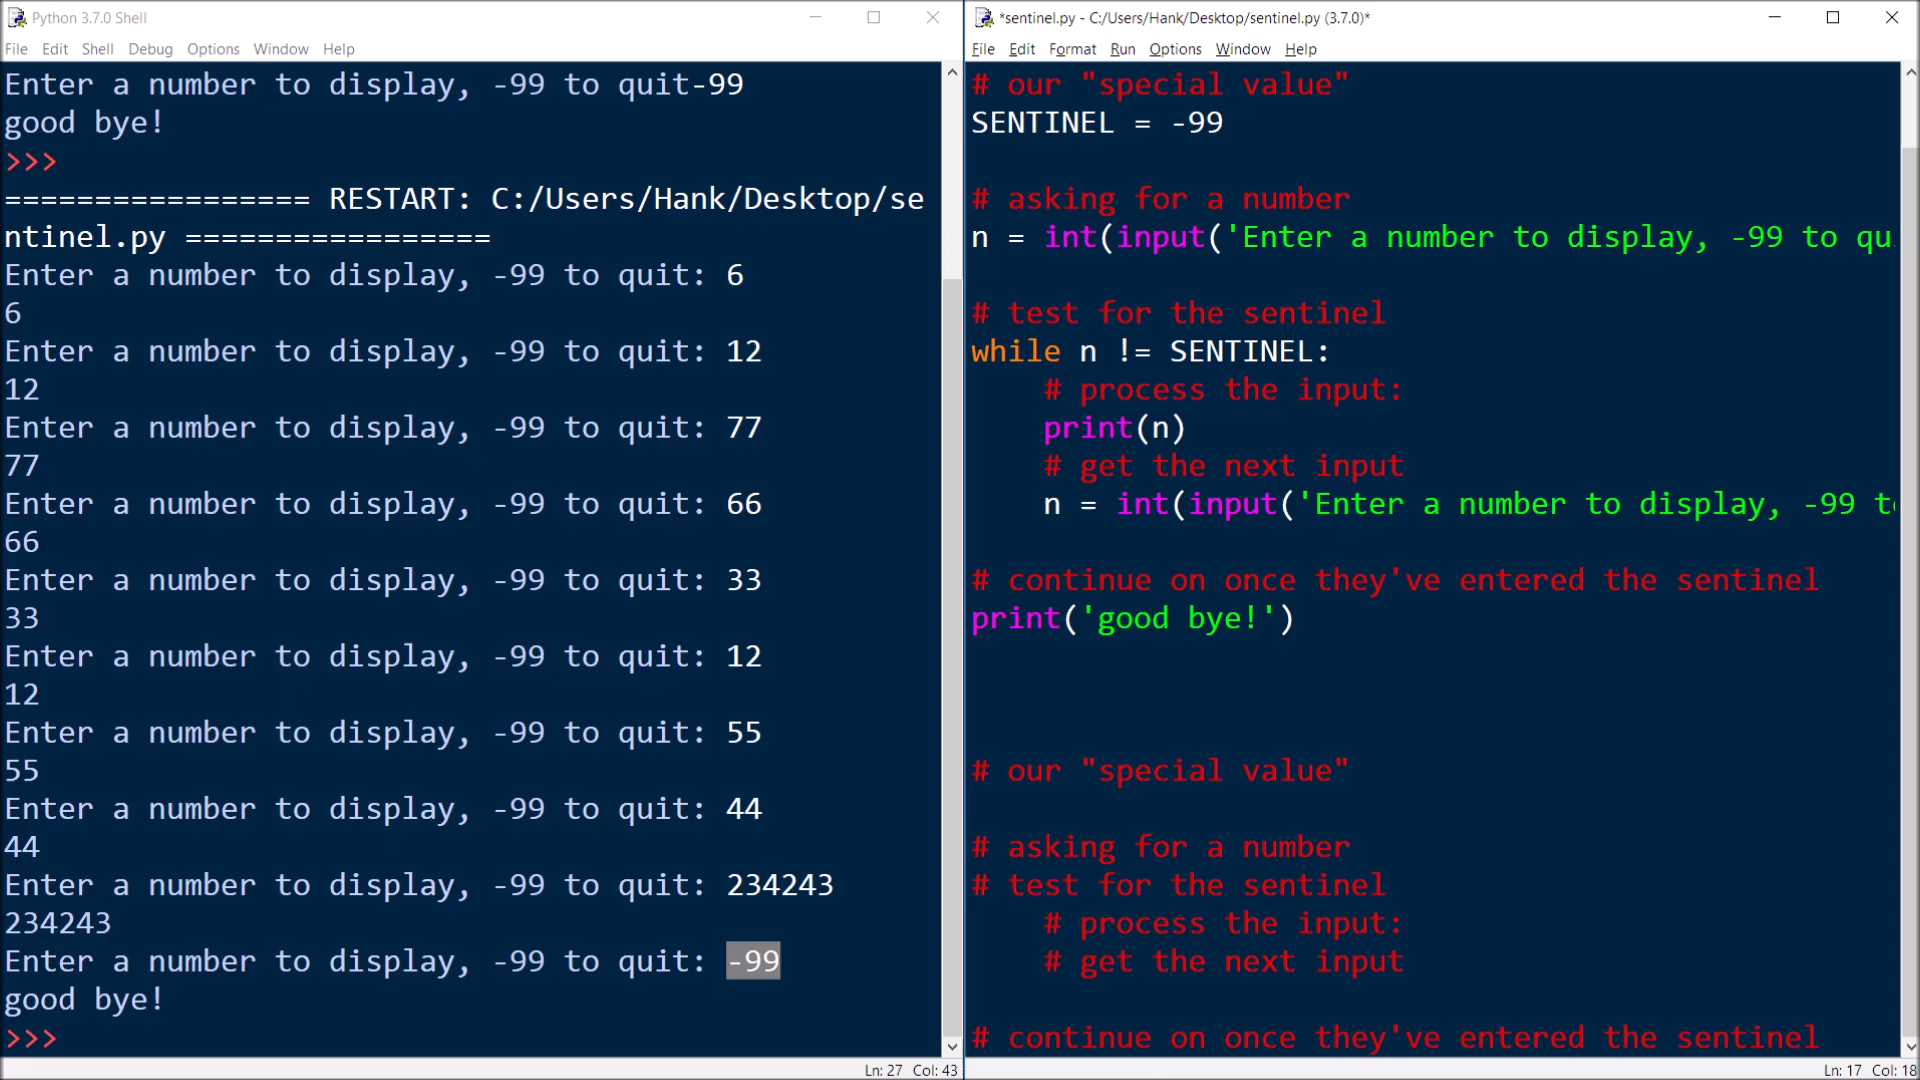 Python 3.7.0 Shell
File Edit Shell Debug Options Window Help
Enter a number to display, -99 to quit-99
good bye!
>>>
================= RESTART: C:/Users/Hank/Desktop/se
ntinel.py =================
Enter a number to display, -99 to quit: 6
6
Enter a number to display, -99 to quit: 12
12
Enter a number to display, -99 to quit: 77
77
Enter a number to display, -99 to quit: 66
66
Enter a number to display, -99 to quit: 33
33
Enter a number to display, -99 to quit: 12
12
Enter a number to display, -99 to quit: 55
55
Enter a number to display, -99 to quit: 44
44
Enter a number to display, -99 to quit: 234243
234243
Enter a number to display, -99 to quit: -99
good bye!
>>>
Ln: 27 Col: 43
*sentinel.py - C:/Users/Hank/Desktop/sentinel.py (3.7.0)*
File Edit Format Run Options Window Help
# our "special value"
SENTINEL = -99
# asking for a number
n = int(input('Enter a number to display, -99 to qu
# test for the sentinel
while n != SENTINEL:
# process the input:
print(n)
# get the next input
n = int(input('Enter a number to display, -99 t
# continue on once they've entered the sentinel
print('good bye!')
# our "special value"
# asking for a number
# test for the sentinel
# process the input:
# get the next input
# continue on once they've entered the sentinel
Ln: 17 Col: 18